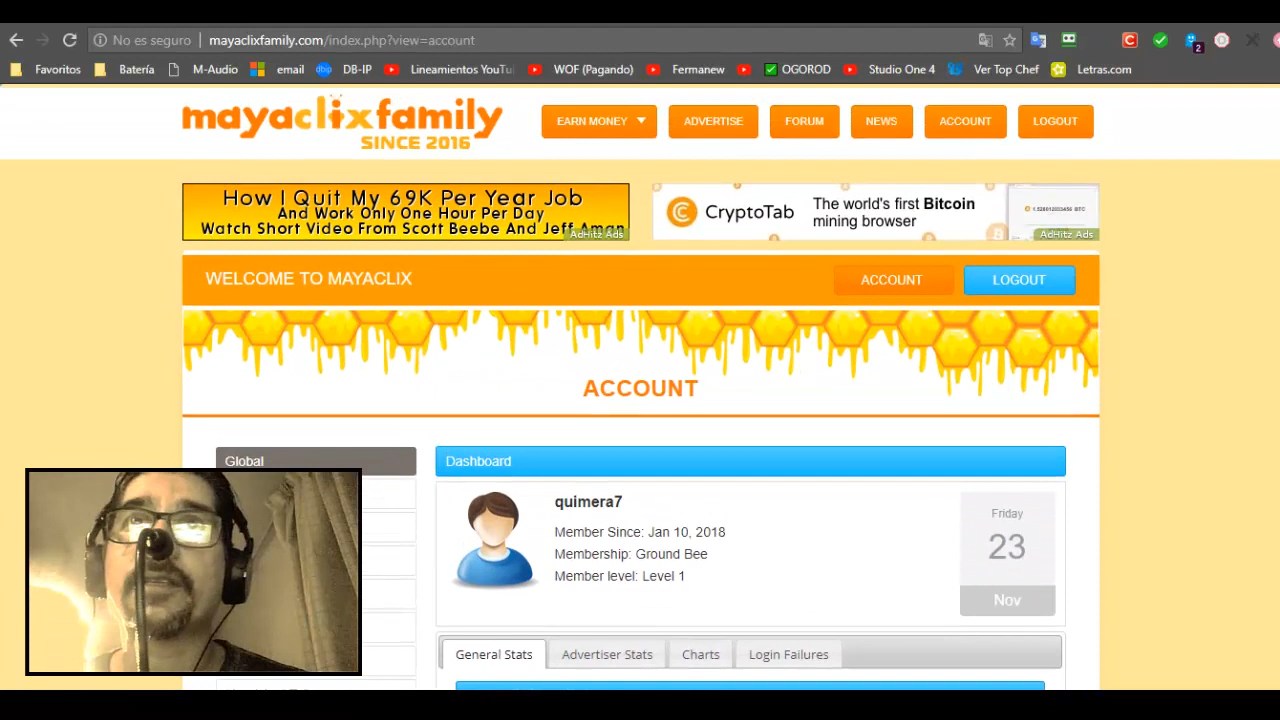 No es seguro mayaclixfamily.com/index.php?view=account
Favoritos Batería M-Audio email DB-IP Lineamientos YouTu WOF (Pagando) Fermanew OGOROD Studio One 4 Ver Top Chef Letras.com
mayaclixfamily
SINCE 2016
EARN MONEY ADVERTISE FORUM NEWS ACCOUNT LOGOUT
How I Quit My 69K Per Year Job
And Work Only One Hour Per Day
Watch Short Video From Scott Beebe And Jeff
AdHitz Ads
CryptoTab
The world's first Bitcoin
mining browser
AdHitz Ads
WELCOME TO MAYACLIX
ACCOUNT LOGOUT
ACCOUNT
Global
Dashboard
quimera7
Member Since: Jan 10, 2018
Membership: Ground Bee
Member level: Level 1
Friday
23
Nov
General Stats Advertiser Stats Charts Login Failures